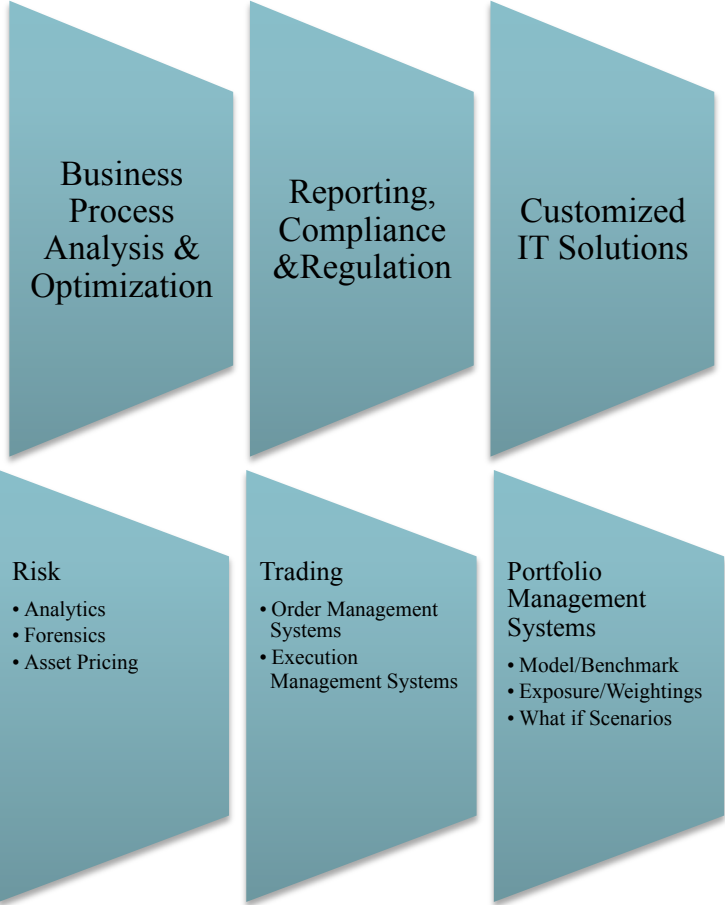 Business
Process
Analysis &
Optimization
Reporting,
Compliance
&Regulation
Customized
IT Solutions
Risk
• Analytics
• Forensics
• Asset Pricing
Trading
• Order Management
Systems
• Execution
Management Systems
Portfolio
Management
Systems
• Model/Benchmark
• Exposure/Weightings
• What if Scenarios